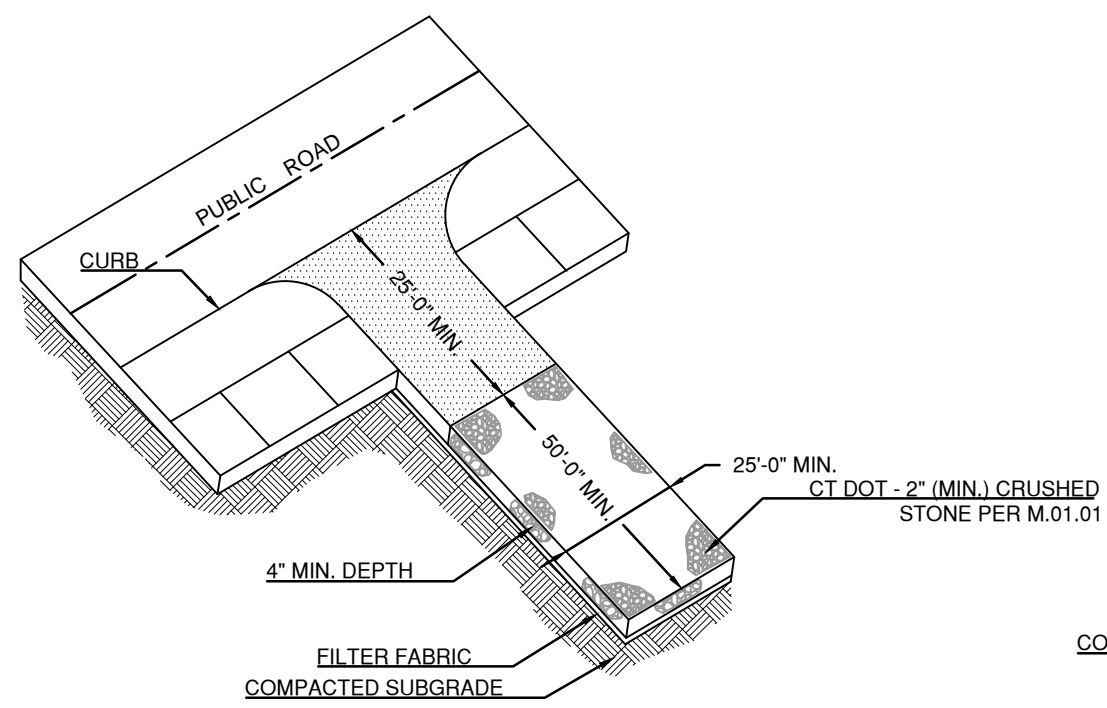 PUBLIC ROAD
CURB
25'-0" MIN.
50'-0" MIN.
25'-0" MIN.
CT DOT - 2" (MIN.) CRUSHED
STONE PER M.01.01
4" MIN. DEPTH
FILTER FABRIC
COMPACTED SUBGRADE
CO